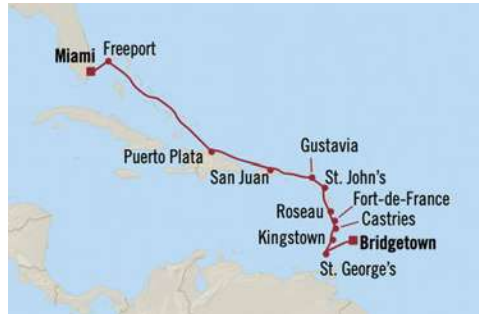 Freeport
Miami
Puerto Plata
San Juan
Gustavia
St. John's
Fort-de-France
Roseau
Castries
Kingstown
Bridgetown
St. George's